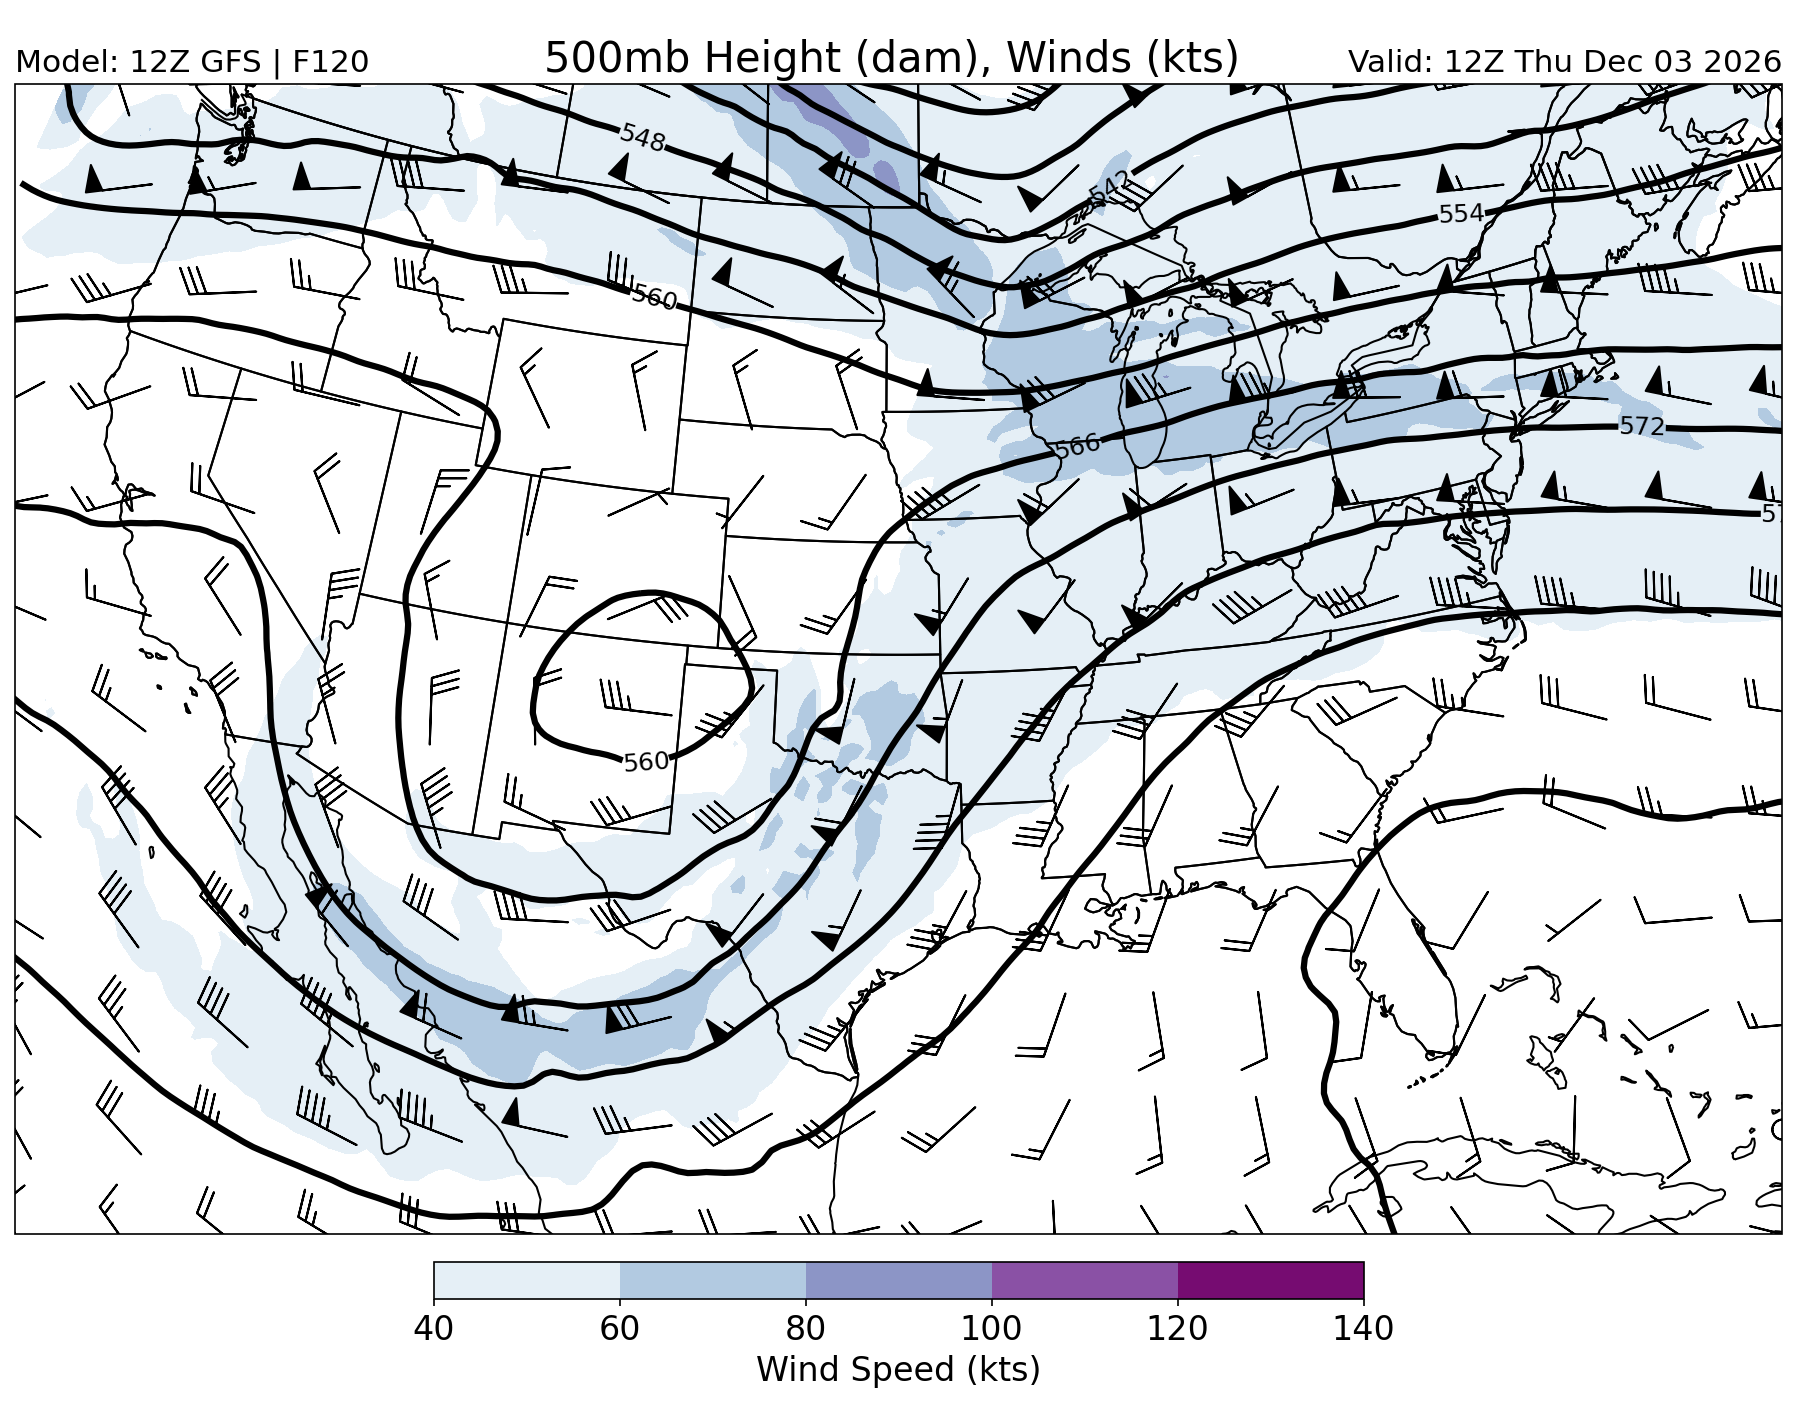 Model: 12Z GFS | F120
500mb Height (dam), Winds (kts)
Valid: 12Z Thu Dec 03 2026
548
542
554
560
566
572
560
40 60 80 100 120 140
Wind Speed (kts)